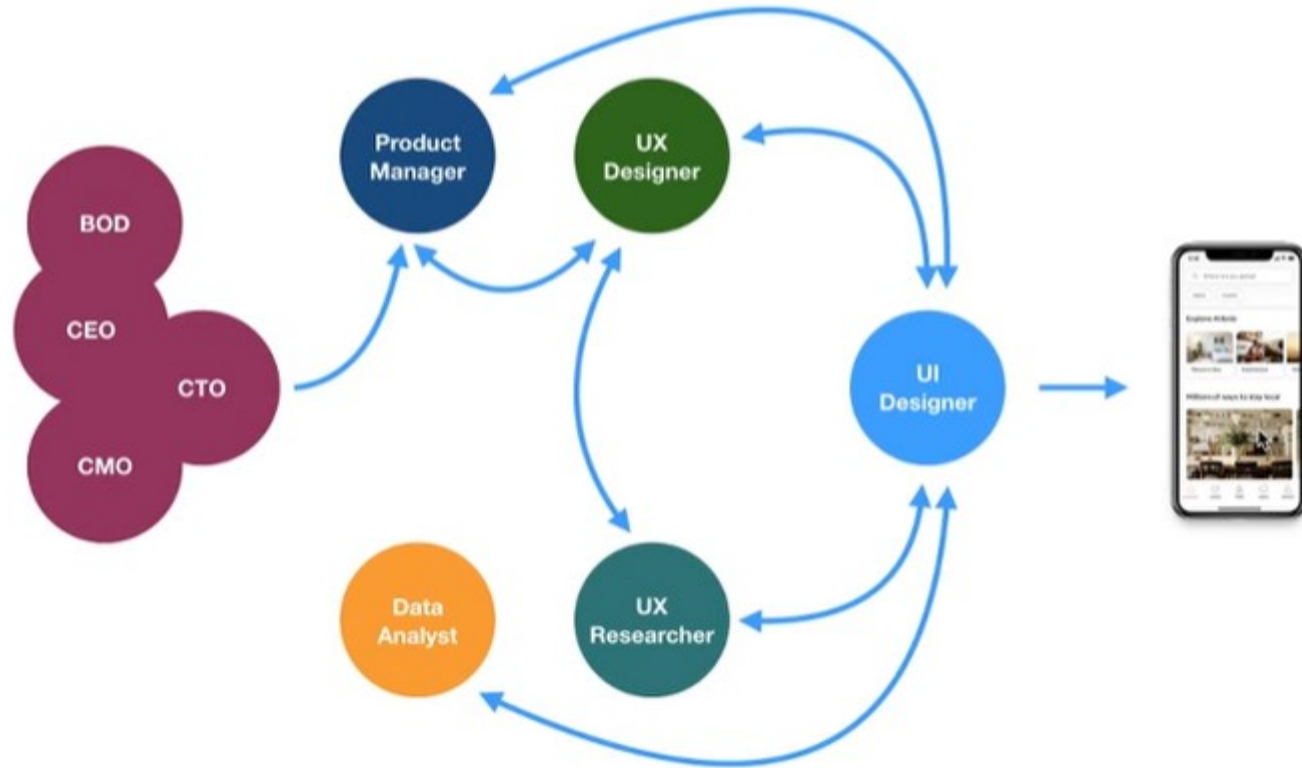 Product
Manager
UX
Designer
BOD
CEO
CTO
CMO
UI
Designer
Data
Analyst
UX
Researcher
Explore Airbnb
Millions of ways to stay local